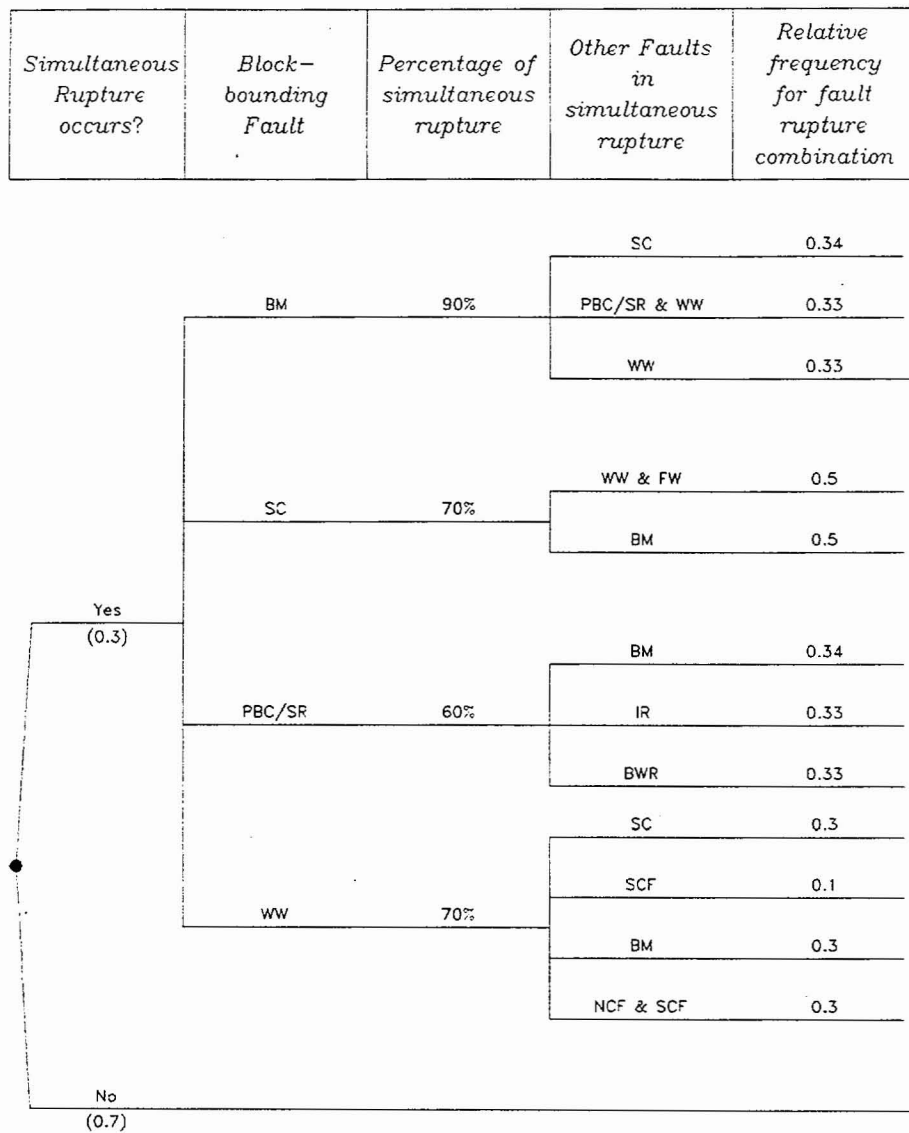 Simultaneous
Rupture
occurs?
Block-
bounding
Fault
Percentage of
simultaneous
rupture
Other Faults
in
simultaneous
rupture
Relative
frequency
for fault
rupture
combination
SC 0.34
BM 90% PBC/SR & WW 0.33
WW 0.33
WW & FW 0.5
SC 70%
BM 0.5
Yes
(0.3)
BM 0.34
PBC/SR 60% IR 0.33
BWR 0.33
SC 0.3
SCF 0.1
WW 70%
BM 0.3
NCF & SCF 0.3
No
(0.7)